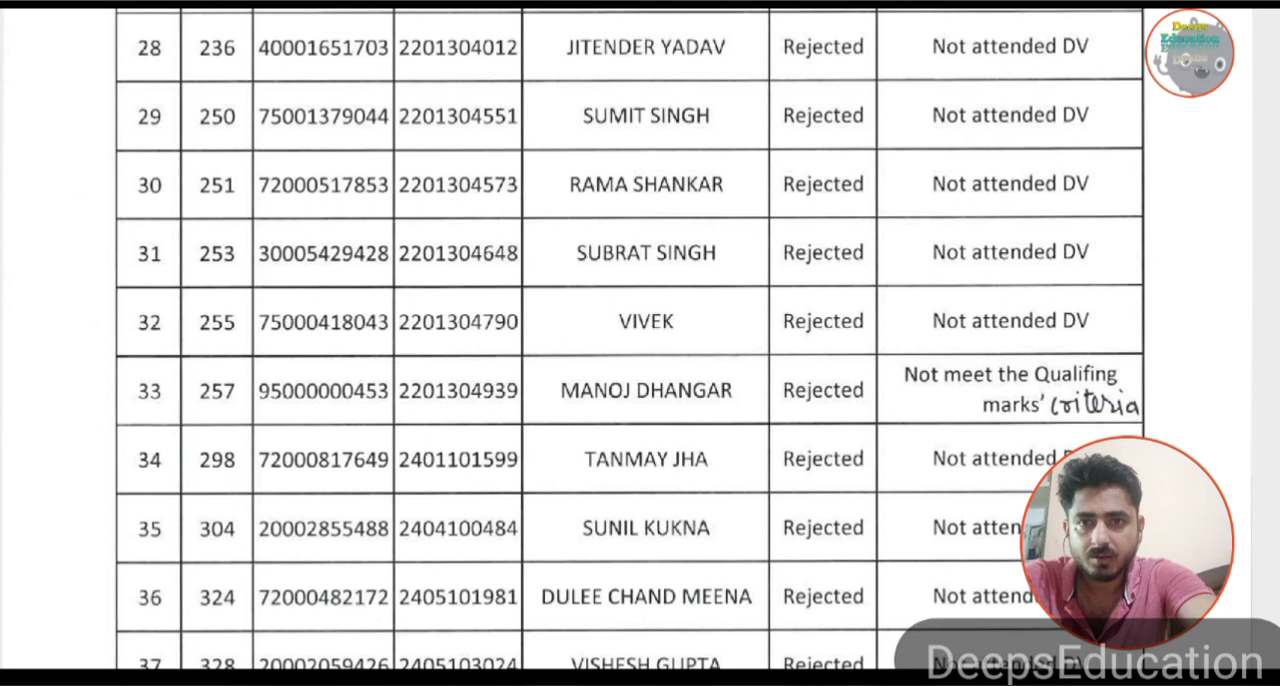 Deeps
Education
28 236 40001651703 2201304012 JITENDER YADAV Rejected Not attended DV
29 250 75001379044 2201304551 SUMIT SINGH Rejected Not attended DV
30 251 72000517853 2201304573 RAMA SHANKAR Rejected Not attended DV
31 253 30005429428 2201304648 SUBRAT SINGH Rejected Not attended DV
32 255 75000418043 2201304790 VIVEK Rejected Not attended DV
33 257 95000000453 2201304939 MANOJ DHANGAR Rejected Not meet the Qualifing
marks' criteria
34 298 72000817649 2401101599 TANMAY JHA Rejected Not attended
35 304 20002855488 2404100484 SUNIL KUKNA Rejected Not atten
36 324 72000482172 2405101981 DULEE CHAND MEENA Rejected Not attend
37 328 20002059426 2405103024 VISHESH GUPTA Rejected Not attended DV
DeepsEducation